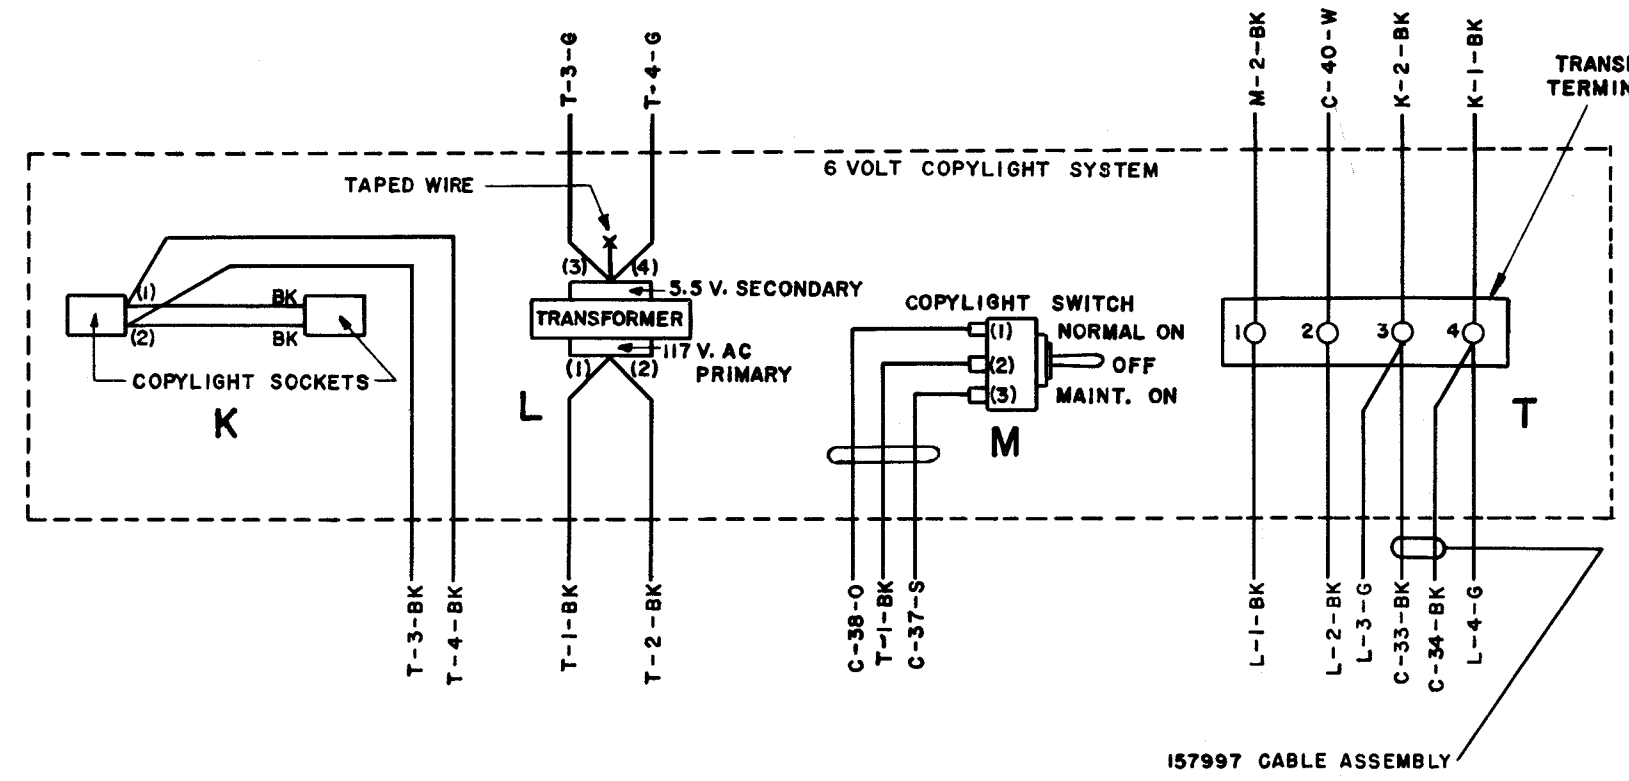 T-3-G
T-4-G
M-2-BK
C-40-W
K-2-BK
K-1-BK
TERMIN
6 VOLT COPYLIGHT SYSTEM
TAPED WIRE
(3)
(4)
5.5 V. SECONDARY
TRANSFORMER
117 V. AC
PRIMARY
(1)
(2)
L
(1)
BK
(2)
BK
COPYLIGHT SOCKETS
K
COPYLIGHT SWITCH
(1)
NORMAL ON
(2)
OFF
(3)
MAINT. ON
M
1
2
3
4
T
T-3-BK
T-4-BK
T-1-BK
T-2-BK
C-38-O
T-1-BK
C-37-S
L-1-BK
L-2-BK
L-3-G
C-33-BK
C-34-BK
L-4-G
157997 CABLE ASSEMBLY